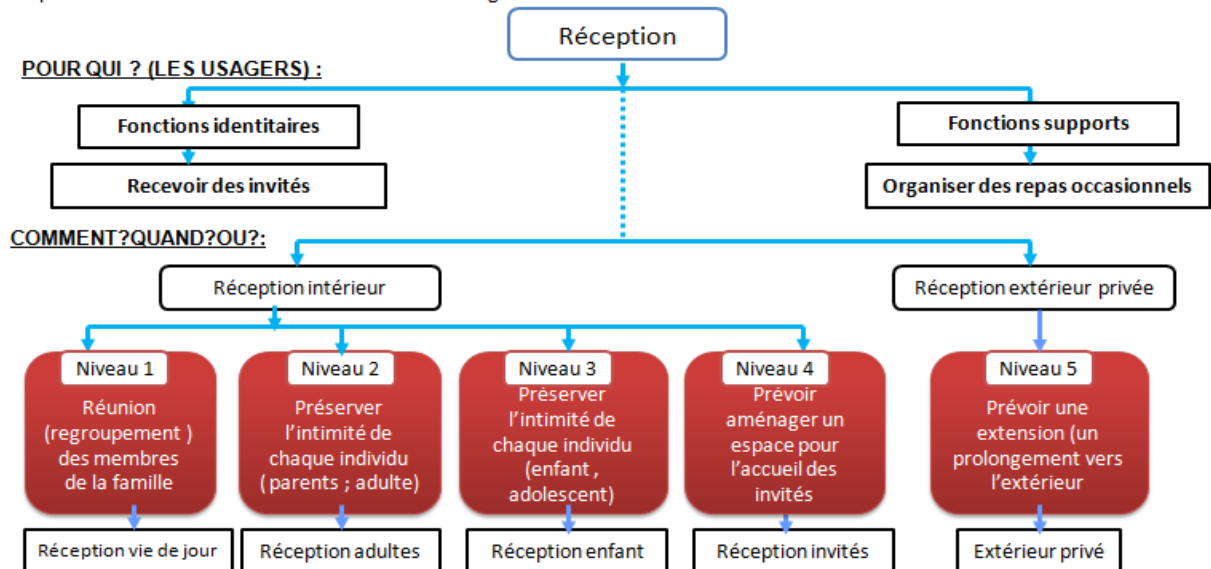 Réception
POUR QUI ? (LES USAGERS) :
Fonctions identitaires
Fonctions supports
Recevoir des invités
Organiser des repas occasionnels
COMMENT?QUAND?OU?:
Réception intérieur
Réception extérieur privée
Niveau 1
Réunion
(regroupement )
des membres
de la famille
Niveau 2
Préserver
l'intimité de
chaque individu
( parents ; adulte)
Niveau 3
Préserver
l'intimité de
chaque individu
(enfant ,
adolescent)
Niveau 4
Prévoir
aménager un
espace pour
l'accueil des
invités
Niveau 5
Prévoir une
extension (un
prolongement vers
l'extérieur
Réception vie de jour
Réception adultes
Réception enfant
Réception invités
Extérieur privé